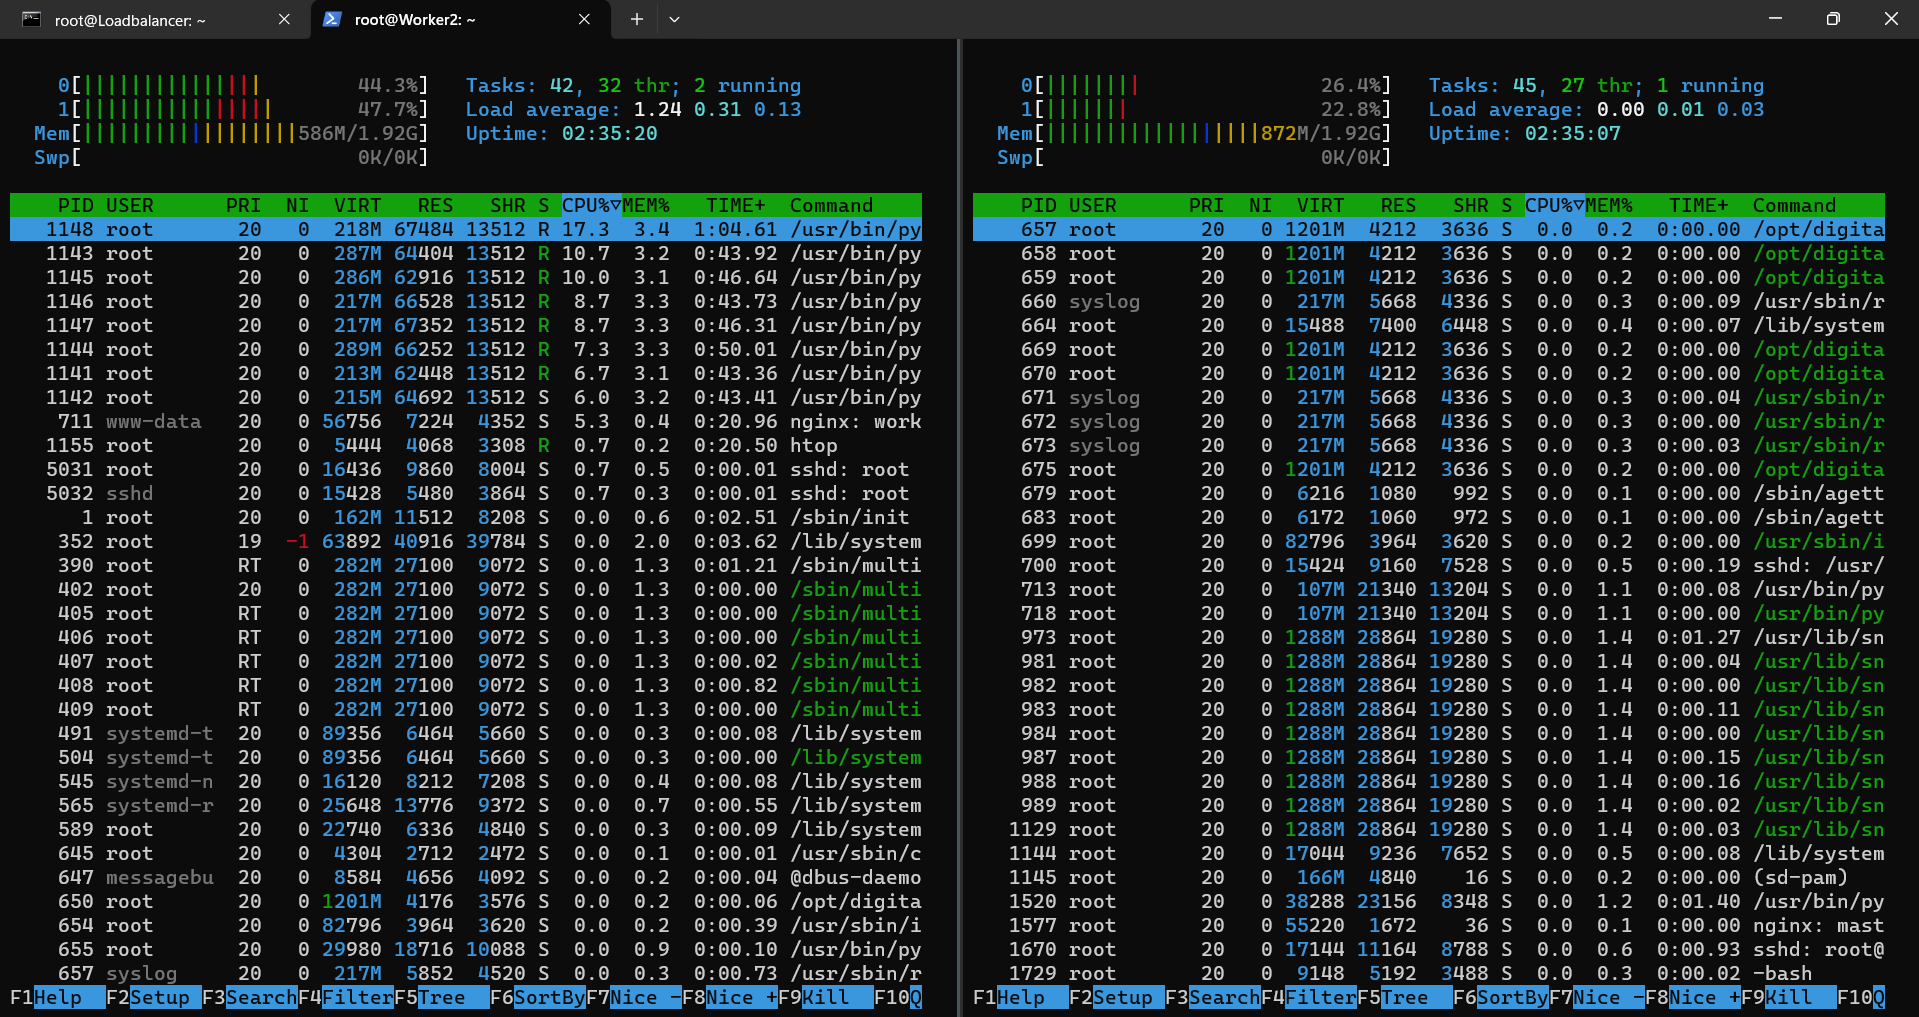 root@Loadbalancer: ~
root@Worker2: ~
0[||||||||||||||| 44.3%] Tasks: 42, 32 thr; 2 running
1[|||||||||||||||| 47.7%] Load average: 1.24 0.31 0.13
Mem[||||||||||||||||||586M/1.92G] Uptime: 02:35:20
Swp[ 0K/0K]
PID USER PRI NI VIRT RES SHR S CPU%▽MEM% TIME+ Command
1148 root 20 0 218M 67484 13512 R 17.3 3.4 1:04.61 /usr/bin/py
1143 root 20 0 287M 64404 13512 R 10.7 3.2 0:43.92 /usr/bin/py
1145 root 20 0 286M 62916 13512 R 10.0 3.1 0:46.64 /usr/bin/py
1146 root 20 0 217M 66528 13512 R 8.7 3.3 0:43.73 /usr/bin/py
1147 root 20 0 217M 67352 13512 R 8.7 3.3 0:46.31 /usr/bin/py
1144 root 20 0 289M 66252 13512 R 7.3 3.3 0:50.01 /usr/bin/py
1141 root 20 0 213M 62448 13512 R 6.7 3.1 0:43.36 /usr/bin/py
1142 root 20 0 215M 64692 13512 S 6.0 3.2 0:43.41 /usr/bin/py
711 www-data 20 0 56756 7224 4352 S 5.3 0.4 0:20.96 nginx: work
1155 root 20 0 5444 4068 3308 R 0.7 0.2 0:20.50 htop
5031 root 20 0 16436 9860 8004 S 0.7 0.5 0:00.01 sshd: root
5032 sshd 20 0 15428 5480 3864 S 0.7 0.3 0:00.01 sshd: root
1 root 20 0 162M 11512 8208 S 0.0 0.6 0:02.51 /sbin/init
352 root 19 -1 63892 40916 39784 S 0.0 2.0 0:03.62 /lib/system
390 root RT 0 282M 27100 9072 S 0.0 1.3 0:01.21 /sbin/multi
402 root 20 0 282M 27100 9072 S 0.0 1.3 0:00.00 /sbin/multi
405 root RT 0 282M 27100 9072 S 0.0 1.3 0:00.00 /sbin/multi
406 root RT 0 282M 27100 9072 S 0.0 1.3 0:00.00 /sbin/multi
407 root RT 0 282M 27100 9072 S 0.0 1.3 0:00.02 /sbin/multi
408 root RT 0 282M 27100 9072 S 0.0 1.3 0:00.82 /sbin/multi
409 root RT 0 282M 27100 9072 S 0.0 1.3 0:00.00 /sbin/multi
491 systemd-t 20 0 89356 6464 5660 S 0.0 0.3 0:00.08 /lib/system
504 systemd-t 20 0 89356 6464 5660 S 0.0 0.3 0:00.00 /lib/system
545 systemd-n 20 0 16120 8212 7208 S 0.0 0.4 0:00.08 /lib/system
565 systemd-r 20 0 25648 13776 9372 S 0.0 0.7 0:00.55 /lib/system
589 root 20 0 22740 6336 4840 S 0.0 0.3 0:00.09 /lib/system
645 root 20 0 4304 2712 2472 S 0.0 0.1 0:00.01 /usr/sbin/c
647 messagebu 20 0 8584 4656 4092 S 0.0 0.2 0:00.04 @dbus-daemo
650 root 20 0 1201M 4176 3576 S 0.0 0.2 0:00.06 /opt/digita
654 root 20 0 82796 3964 3620 S 0.0 0.2 0:00.39 /usr/sbin/i
655 root 20 0 29980 18716 10088 S 0.0 0.9 0:00.10 /usr/bin/py
657 syslog 20 0 217M 5852 4520 S 0.0 0.3 0:00.73 /usr/sbin/r
F1Help F2Setup F3SearchF4FilterF5Tree F6SortByF7Nice -F8Nice +F9Kill F10Q
0[|||||||| 26.4%] Tasks: 45, 27 thr; 1 running
1[||||||| 22.8%] Load average: 0.00 0.01 0.03
Mem[||||||||||||||||||872M/1.92G] Uptime: 02:35:07
Swp[ 0K/0K]
PID USER PRI NI VIRT RES SHR S CPU%▽MEM% TIME+ Command
657 root 20 0 1201M 4212 3636 S 0.0 0.2 0:00.00 /opt/digita
658 root 20 0 1201M 4212 3636 S 0.0 0.2 0:00.00 /opt/digita
659 root 20 0 1201M 4212 3636 S 0.0 0.2 0:00.00 /opt/digita
660 syslog 20 0 217M 5668 4336 S 0.0 0.3 0:00.09 /usr/sbin/r
664 root 20 0 15488 7400 6448 S 0.0 0.4 0:00.07 /lib/system
669 root 20 0 1201M 4212 3636 S 0.0 0.2 0:00.00 /opt/digita
670 root 20 0 1201M 4212 3636 S 0.0 0.2 0:00.00 /opt/digita
671 syslog 20 0 217M 5668 4336 S 0.0 0.3 0:00.04 /usr/sbin/r
672 syslog 20 0 217M 5668 4336 S 0.0 0.3 0:00.00 /usr/sbin/r
673 syslog 20 0 217M 5668 4336 S 0.0 0.3 0:00.03 /usr/sbin/r
675 root 20 0 1201M 4212 3636 S 0.0 0.2 0:00.00 /opt/digita
679 root 20 0 6216 1080 992 S 0.0 0.1 0:00.00 /sbin/agett
683 root 20 0 6172 1060 972 S 0.0 0.1 0:00.00 /sbin/agett
699 root 20 0 82796 3964 3620 S 0.0 0.2 0:00.00 /usr/sbin/i
700 root 20 0 15424 9160 7528 S 0.0 0.5 0:00.19 sshd: /usr/
713 root 20 0 107M 21340 13204 S 0.0 1.1 0:00.08 /usr/bin/py
718 root 20 0 107M 21340 13204 S 0.0 1.1 0:00.00 /usr/bin/py
973 root 20 0 1288M 28864 19280 S 0.0 1.4 0:01.27 /usr/lib/sn
981 root 20 0 1288M 28864 19280 S 0.0 1.4 0:00.04 /usr/lib/sn
982 root 20 0 1288M 28864 19280 S 0.0 1.4 0:00.00 /usr/lib/sn
983 root 20 0 1288M 28864 19280 S 0.0 1.4 0:00.11 /usr/lib/sn
984 root 20 0 1288M 28864 19280 S 0.0 1.4 0:00.00 /usr/lib/sn
987 root 20 0 1288M 28864 19280 S 0.0 1.4 0:00.15 /usr/lib/sn
988 root 20 0 1288M 28864 19280 S 0.0 1.4 0:00.16 /usr/lib/sn
989 root 20 0 1288M 28864 19280 S 0.0 1.4 0:00.02 /usr/lib/sn
1129 root 20 0 1288M 28864 19280 S 0.0 1.4 0:00.03 /usr/lib/sn
1144 root 20 0 17044 9236 7652 S 0.0 0.5 0:00.08 /lib/system
1145 root 20 0 166M 4840 16 S 0.0 0.2 0:00.00 (sd-pam)
1520 root 20 0 38288 23156 8348 S 0.0 1.2 0:01.40 /usr/bin/py
1577 root 20 0 55220 1672 36 S 0.0 0.1 0:00.00 nginx: mast
1670 root 20 0 17144 11164 8788 S 0.0 0.6 0:00.93 sshd: root@
1729 root 20 0 9148 5192 3488 S 0.0 0.3 0:00.02 -bash
F1Help F2Setup F3SearchF4FilterF5Tree F6SortByF7Nice -F8Nice +F9Kill F10Q